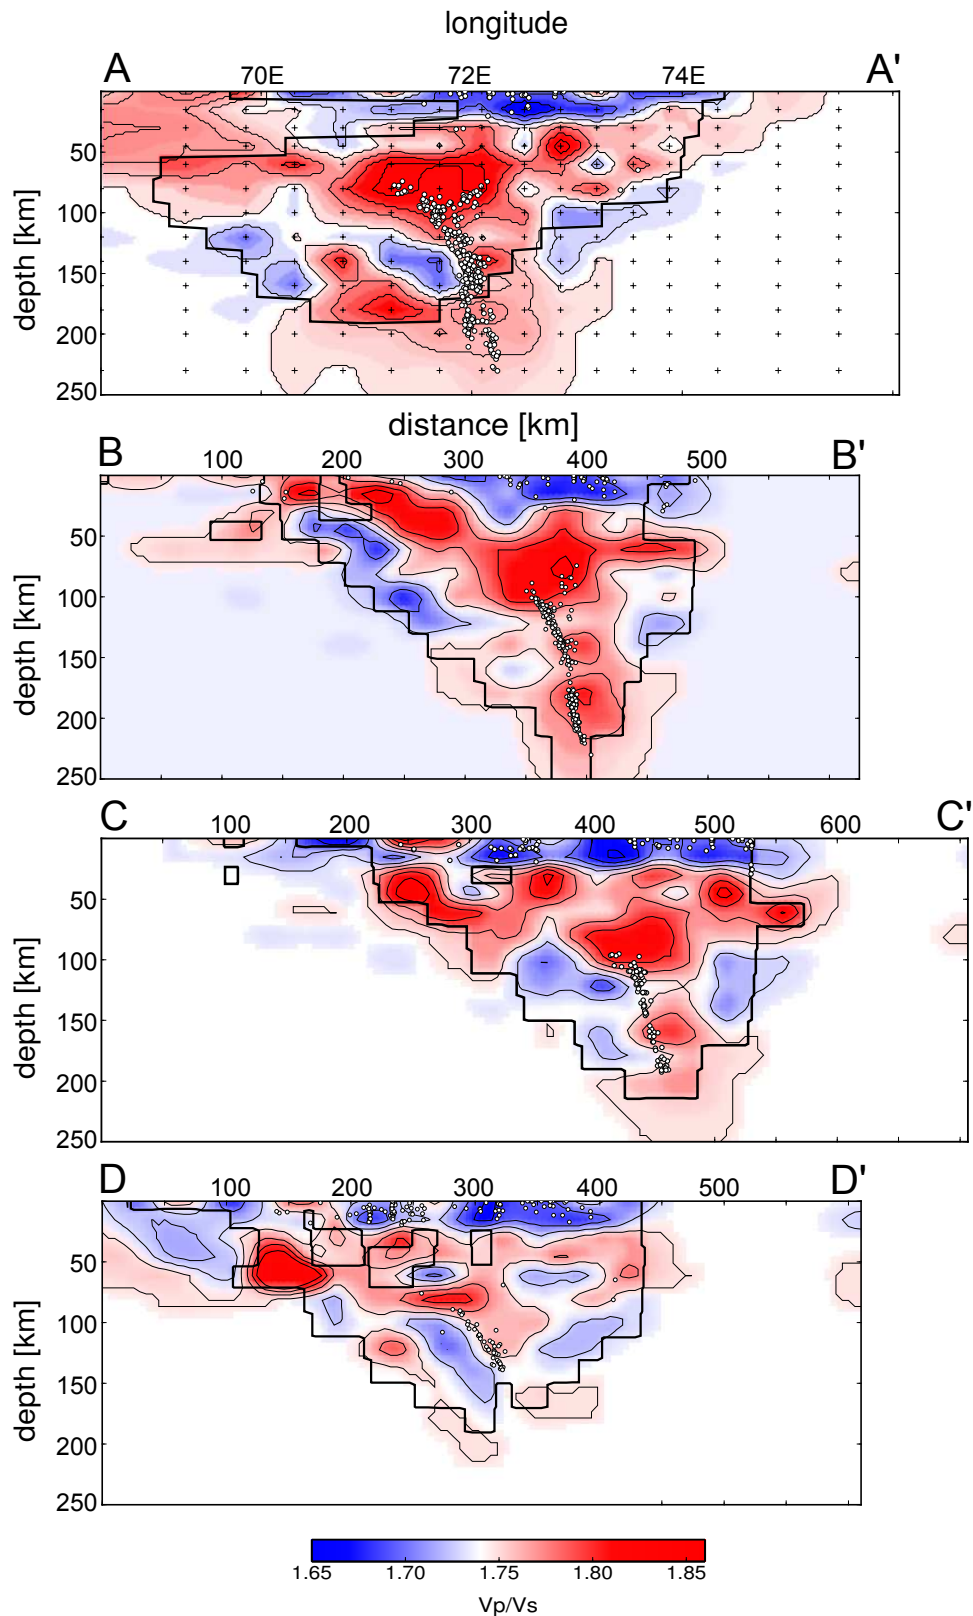 longitude
A 70E 72E 74E A'
50
100
150
200
250
depth [km]
distance [km]
B 100 200 300 400 500 B'
50
100
150
200
250
depth [km]
C 100 200 300 400 500 600 C'
50
100
150
200
250
depth [km]
D 100 200 300 400 500 D'
50
100
150
200
250
depth [km]
1.65 1.70 1.75 1.80 1.85
Vp/Vs